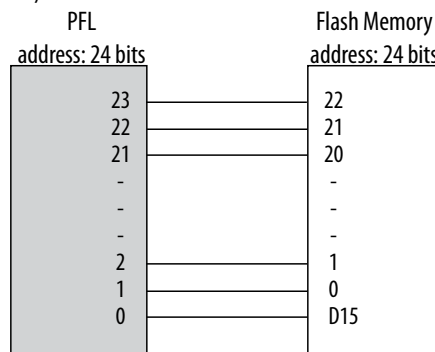 PFL Flash Memory
address: 24 bits address: 24 bits
23 22
22 21
21 20
- -
- -
- -
2 1
1 0
0 D15